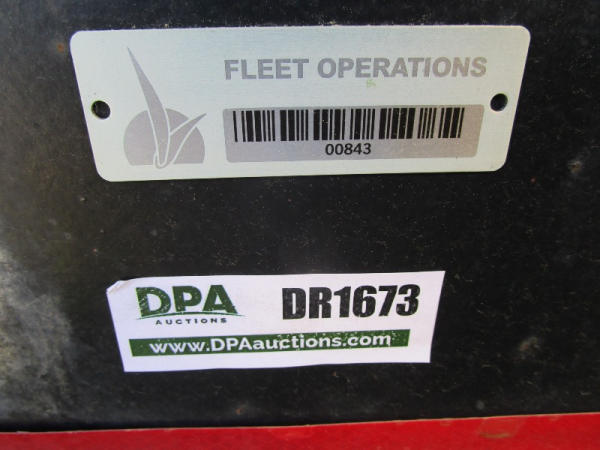 FLEET OPERATIONS
00843
DPA DR1673
AUCTIONS
www.DPAauctions.com